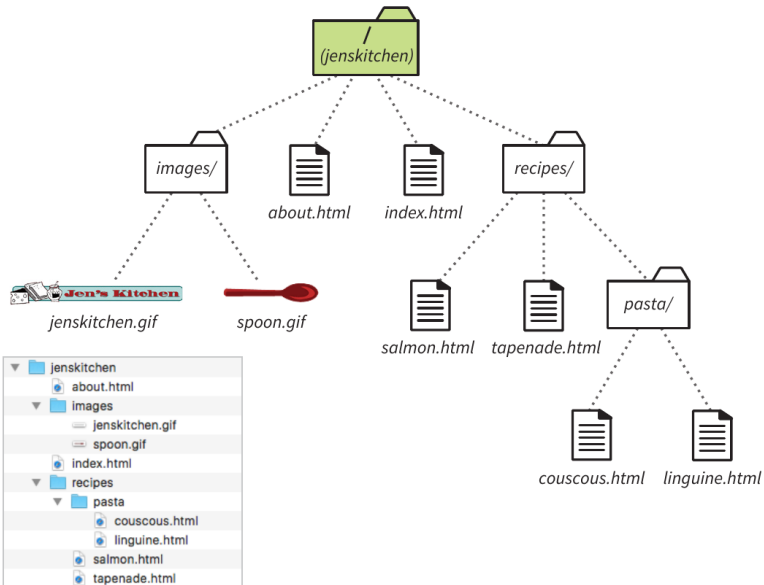 /
(jenskitchen)
images/
about.html
index.html
recipes/
Jen's Kitchen
jenskitchen.gif
spoon.gif
salmon.html
tapenade.html
pasta/
couscous.html
linguine.html
jenskitchen
about.html
images
jenskitchen.gif
spoon.gif
index.html
recipes
pasta
couscous.html
linguine.html
salmon.html
tapenade.html